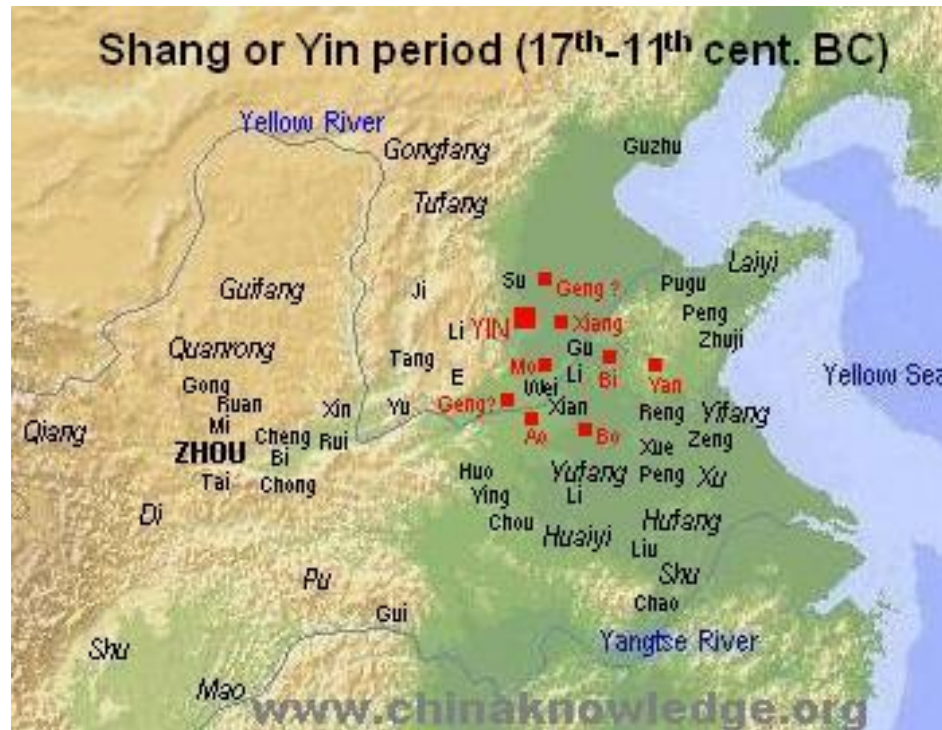 Shang or Yin period (17th-11th cent. BC)
Yellow River
Gongfang
Guzhu
Tufang
Laiyi
Su
Geng ?
Pugu
Guifang
Ji
Peng
Li
YIN
Xiang
Zhuji
Quanrong
Gu
Tang
Mo
Li
Bi
Yan
Yellow Sea
Gong
E
Wei
Ruan
Xin
Yu
Geng?
Xian
Reng
Yifang
Mi
Qiang
Cheng
Rui
Ao
Bo
Xue
Zeng
ZHOU
Bi
Tai
Chong
Huo
Yufang
Peng
Xu
Ying
Li
Di
Chou
Huaiyi
Hufang
Liu
Pu
Shu
Gui
Chao
Shu
Yangtse River
Mao
www.chinaknowledge.org